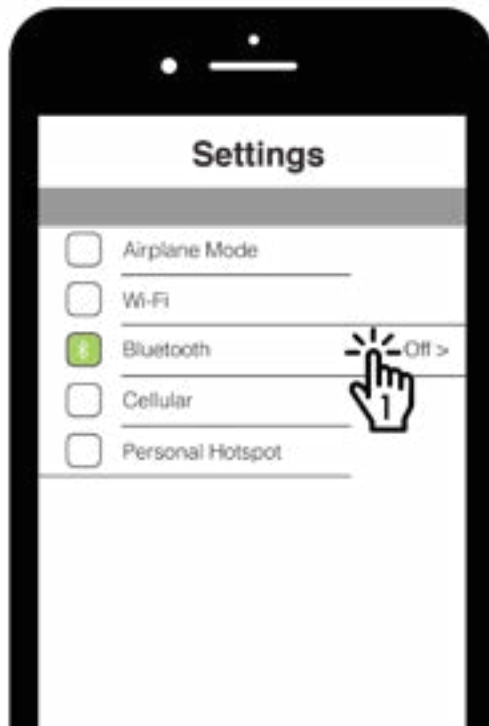 Settings
Airplane Mode
Wi-Fi
Bluetooth Off >
1
Cellular
Personal Hotspot